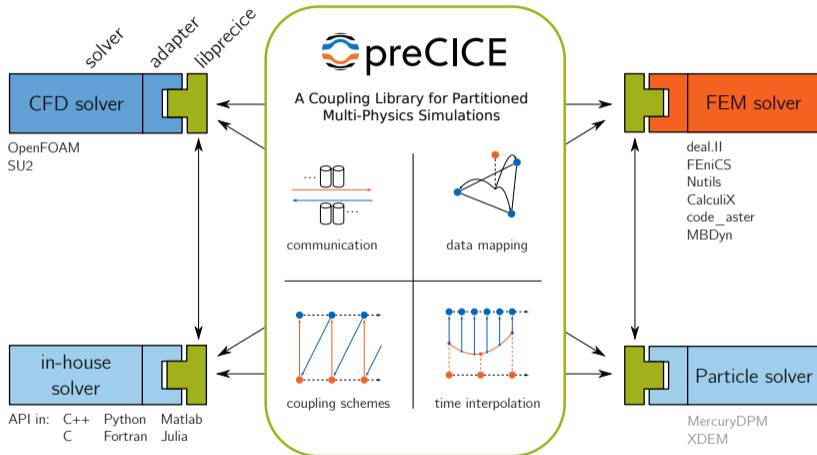 solver
adapter
libprecice
preCICE
A Coupling Library for Partitioned
Multi-Physics Simulations
CFD solver
OpenFOAM
SU2
FEM solver
deal.II
FEniCS
Nutils
CalculiX
code_aster
MBDyn
...
...
communication
data mapping
coupling schemes
time interpolation
in-house
solver
API in: C++ Python Matlab
C Fortran Julia
Particle solver
MercuryDPM
XDEM